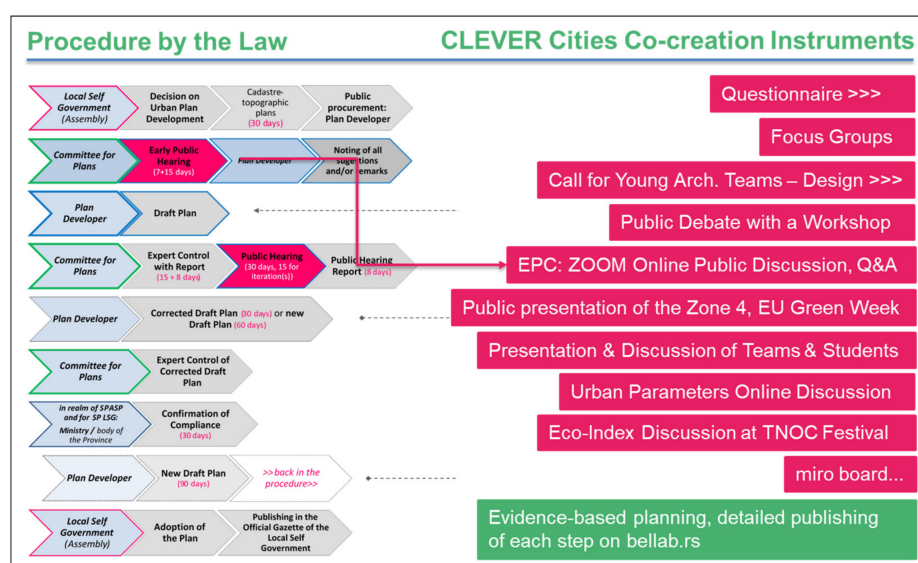 Procedure by the Law
CLEVER Cities Co-creation Instruments
Local Self
Government
(Assembly)
Decision on
Urban Plan
Development
Cadastre-
topographic
plans
(30 days)
Public
procurement:
Plan Developer
Committee for
Plans
Early Public
Hearing
(7+15 days)
Plan Developer
Noting of all
sugestions
and/or remarks
Plan
Developer
Draft Plan
Committee for
Plans
Expert Control
with Report
(15 + 8 days)
Public Hearing
(30 days, 15 for
iteration(s))
Public Hearing
Report (8 days)
Plan Developer
Corrected Draft Plan (30 days) or new
Draft Plan (60 days)
Committee for
Plans
Expert Control of
Corrected Draft
Plan
in realm of SPASP
and for SP LSG:
Ministry / body of
the Province
Confirmation of
Compliance
(30 days)
Plan Developer
New Draft Plan
(90 days)
>>back in the
procedure>>
Local Self
Government
(Assembly)
Adoption of
the Plan
Publishing in the
Official Gazette of the
Local Self
Government
Questionnaire >>>
Focus Groups
Call for Young Arch. Teams – Design >>>
Public Debate with a Workshop
EPC: ZOOM Online Public Discussion, Q&A
Public presentation of the Zone 4, EU Green Week
Presentation & Discussion of Teams & Students
Urban Parameters Online Discussion
Eco-Index Discussion at TNOC Festival
miro board...
Evidence-based planning, detailed publishing
of each step on bellab.rs